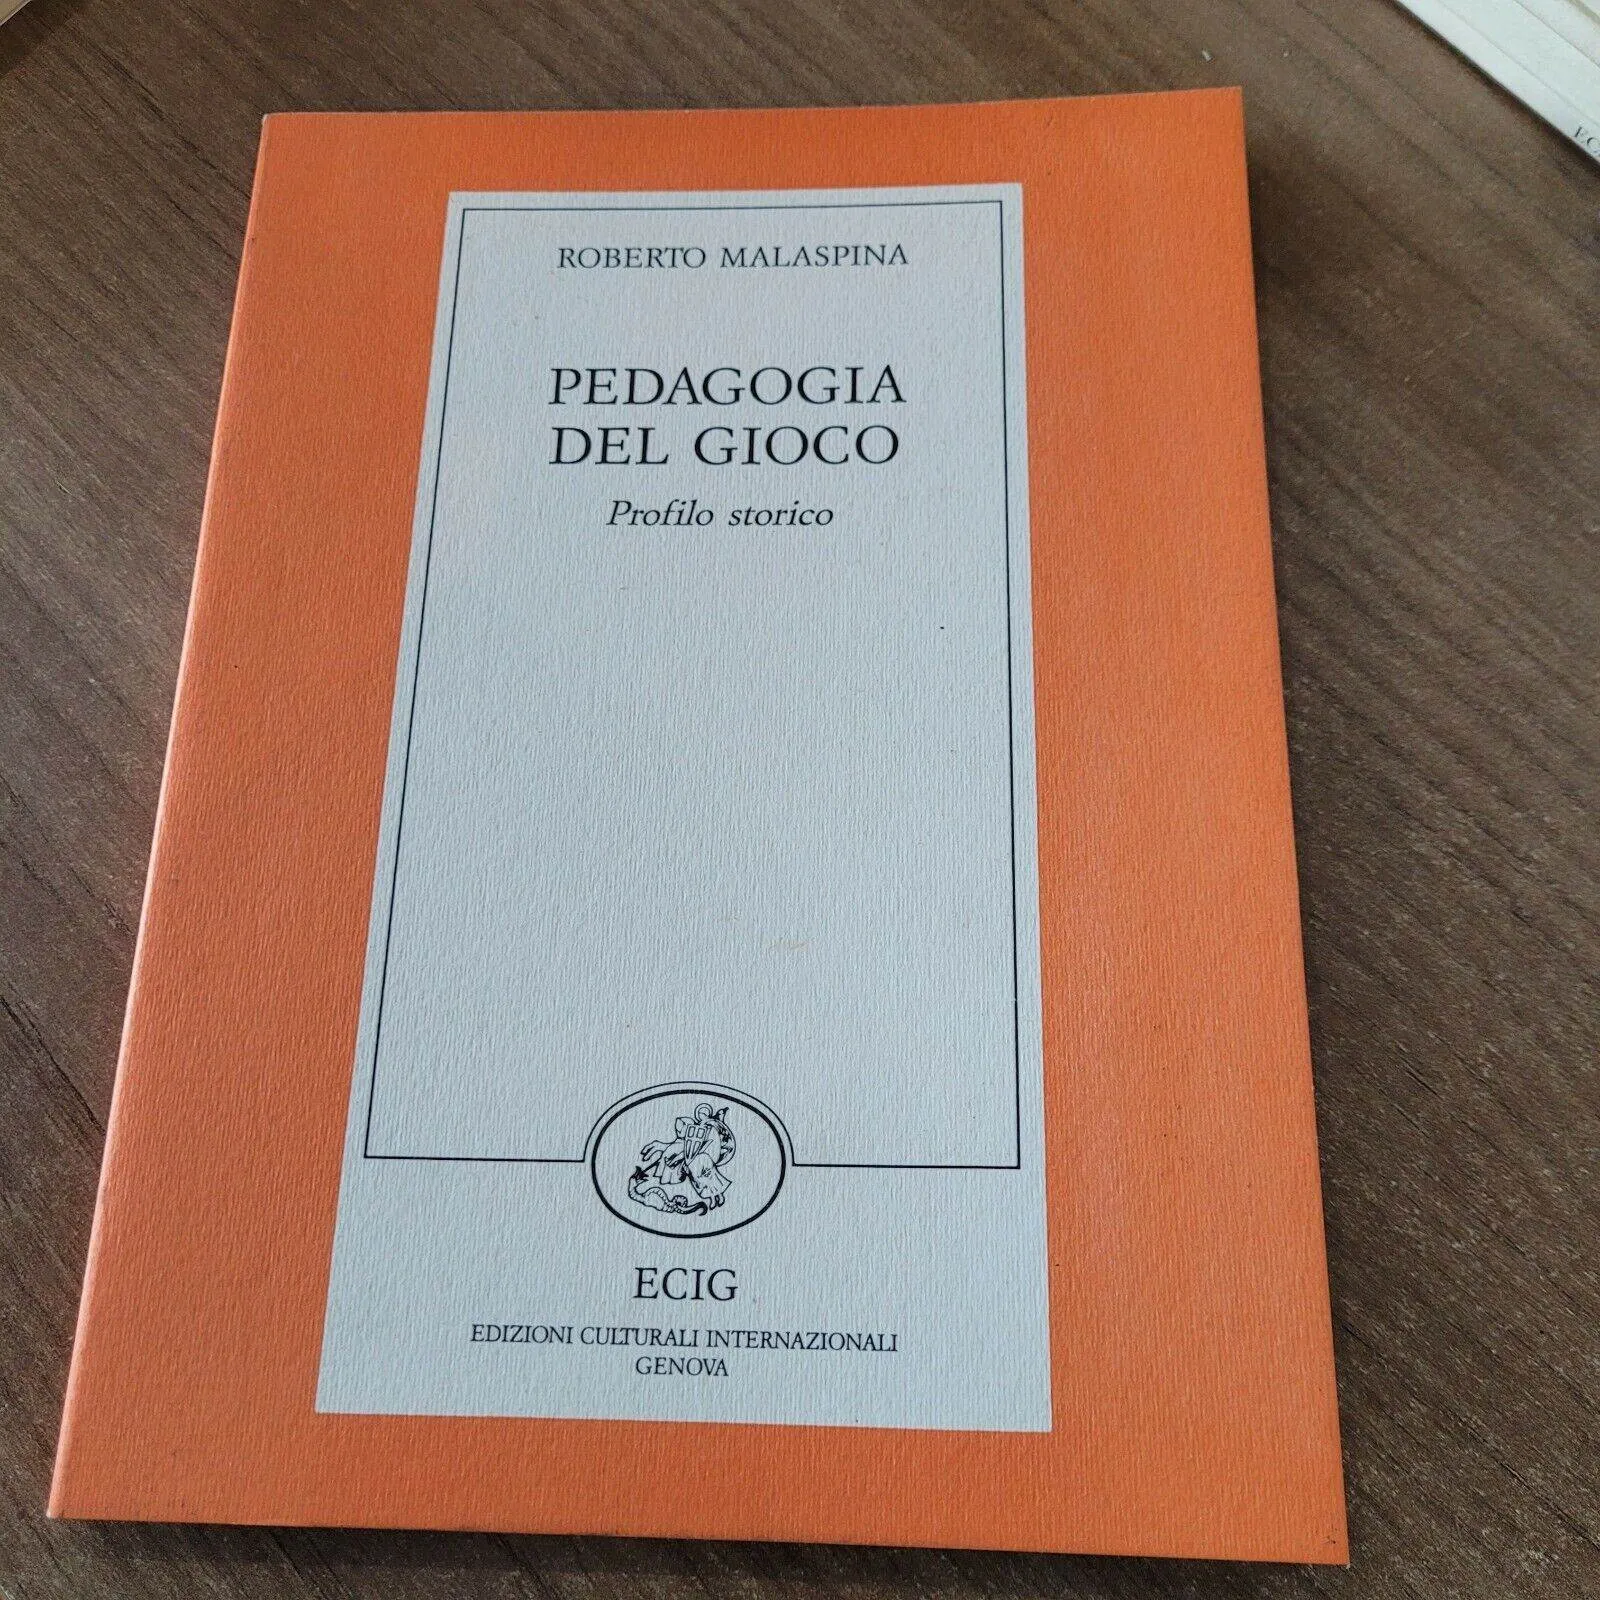 ROBERTO MALASPINA
PEDAGOGIA
DEL GIOCO
Profilo storico
ECIG
EDIZIONI CULTURALI INTERNAZIONALI
GENOVA